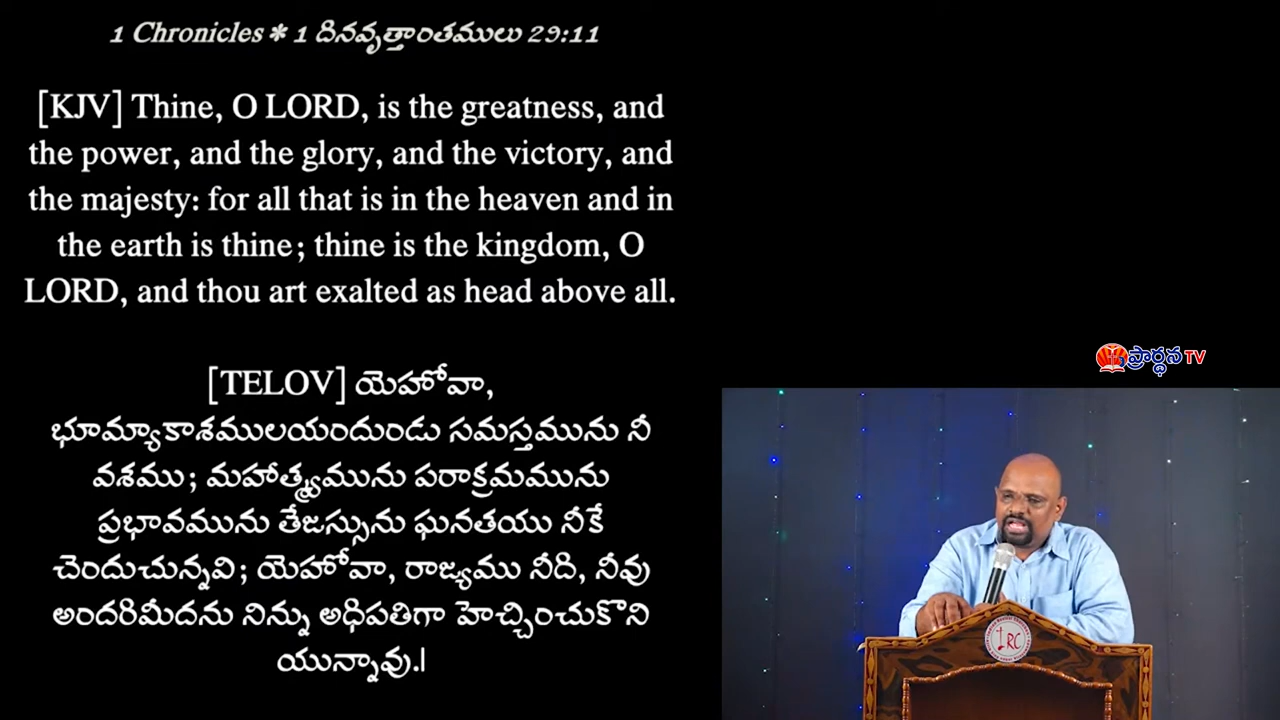 1 Chronicles * 1 దినవృత్తాంతములు 29:11
[KJV] Thine, O LORD, is the greatness, and
the power, and the glory, and the victory, and
the majesty: for all that is in the heaven and in
the earth is thine; thine is the kingdom, O
LORD, and thou art exalted as head above all.
[TELOV] యెహోవా,
భూమ్యాకాశములయందుండు సమస్తమును నీ
వశము; మహాత్మ్యమును పరాక్రమమును
ప్రభావమును తేజస్సును ఘనతయు నీకే
చెందుచున్నవి; యెహోవా, రాజ్యము నీది, నీవు
అందరిమీదను నిన్ను అధిపతిగా హెచ్చించుకొని
యున్నావు.|
ప్రార్థన TV
LRC